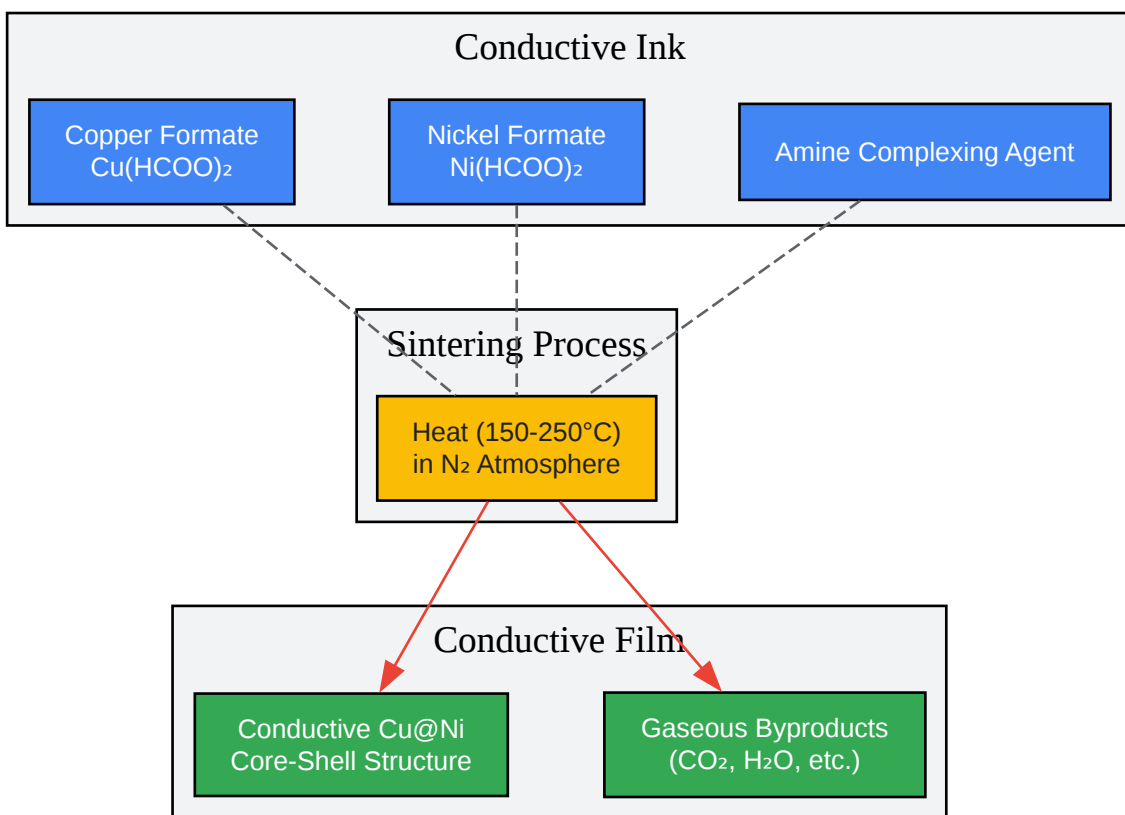 Conductive Ink
Copper Formate
Cu(HCOO)₂
Nickel Formate
Ni(HCOO)₂
Amine Complexing Agent
Sintering Process
Heat (150-250°C)
in N₂ Atmosphere
Conductive Film
Conductive Cu@Ni
Core-Shell Structure
Gaseous Byproducts
(CO₂, H₂O, etc.)